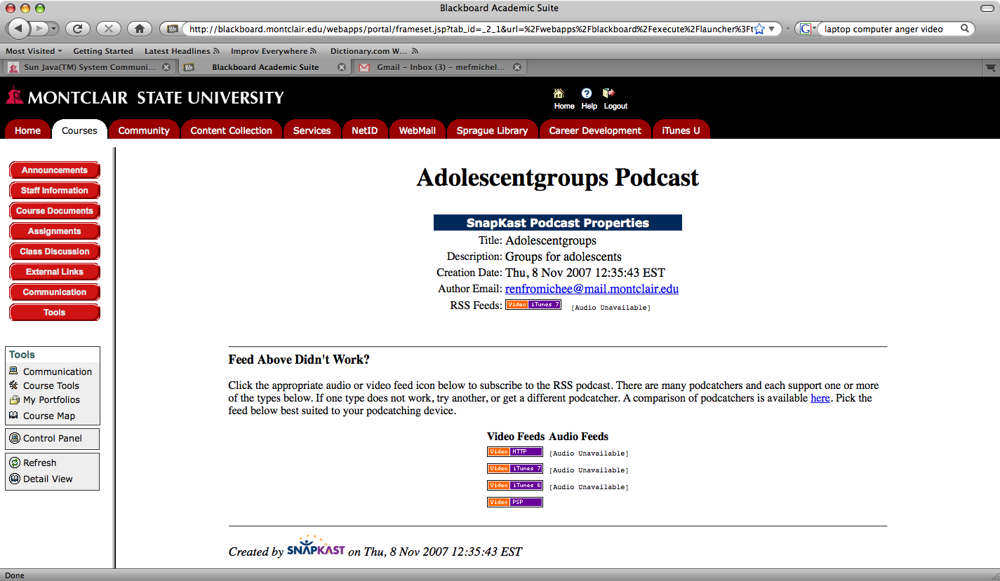 Blackboard Academic Suite
Bb http://blackboard.montclair.edu/webapps/portal/frameset.jsp?tab_id=_2_1&url=%2Fwebapps%2Fblackboard%2Fexecute%2Flauncher%3Ft G laptop computer anger video
Most Visited Getting Started Latest Headlines Improv Everywhere Dictionary.com W...
Sun Java(TM) System Communi... Bb Blackboard Academic Suite Gmail - Inbox (3) - mefmichel...
MONTCLAIR STATE UNIVERSITY
Home Help Logout
Home Courses Community Content Collection Services NetID WebMail Sprague Library Career Development iTunes U
Announcements
Staff Information
Course Documents
Assignments
Class Discussion
External Links
Communication
Tools
Tools
Communication
Course Tools
My Portfolios
Course Map
Control Panel
Refresh
Detail View
Adolescentgroups Podcast
SnapKast Podcast Properties
Title: Adolescentgroups
Description: Groups for adolescents
Creation Date: Thu, 8 Nov 2007 12:35:43 EST
Author Email: renfromichee@mail.montclair.edu
RSS Feeds: Video iTunes 7 [Audio Unavailable]
Feed Above Didn't Work?
Click the appropriate audio or video feed icon below to subscribe to the RSS podcast. There are many podcatchers and each support one or more
of the types below. If one type does not work, try another, or get a different podcatcher. A comparison of podcatchers is available here. Pick the
feed below best suited to your podcatching device.
Video Feeds Audio Feeds
Video HTTP [Audio Unavailable]
Video iTunes 7 [Audio Unavailable]
Video iTunes 6 [Audio Unavailable]
Video PSP
Created by SNAPKAST on Thu, 8 Nov 2007 12:35:43 EST
Done